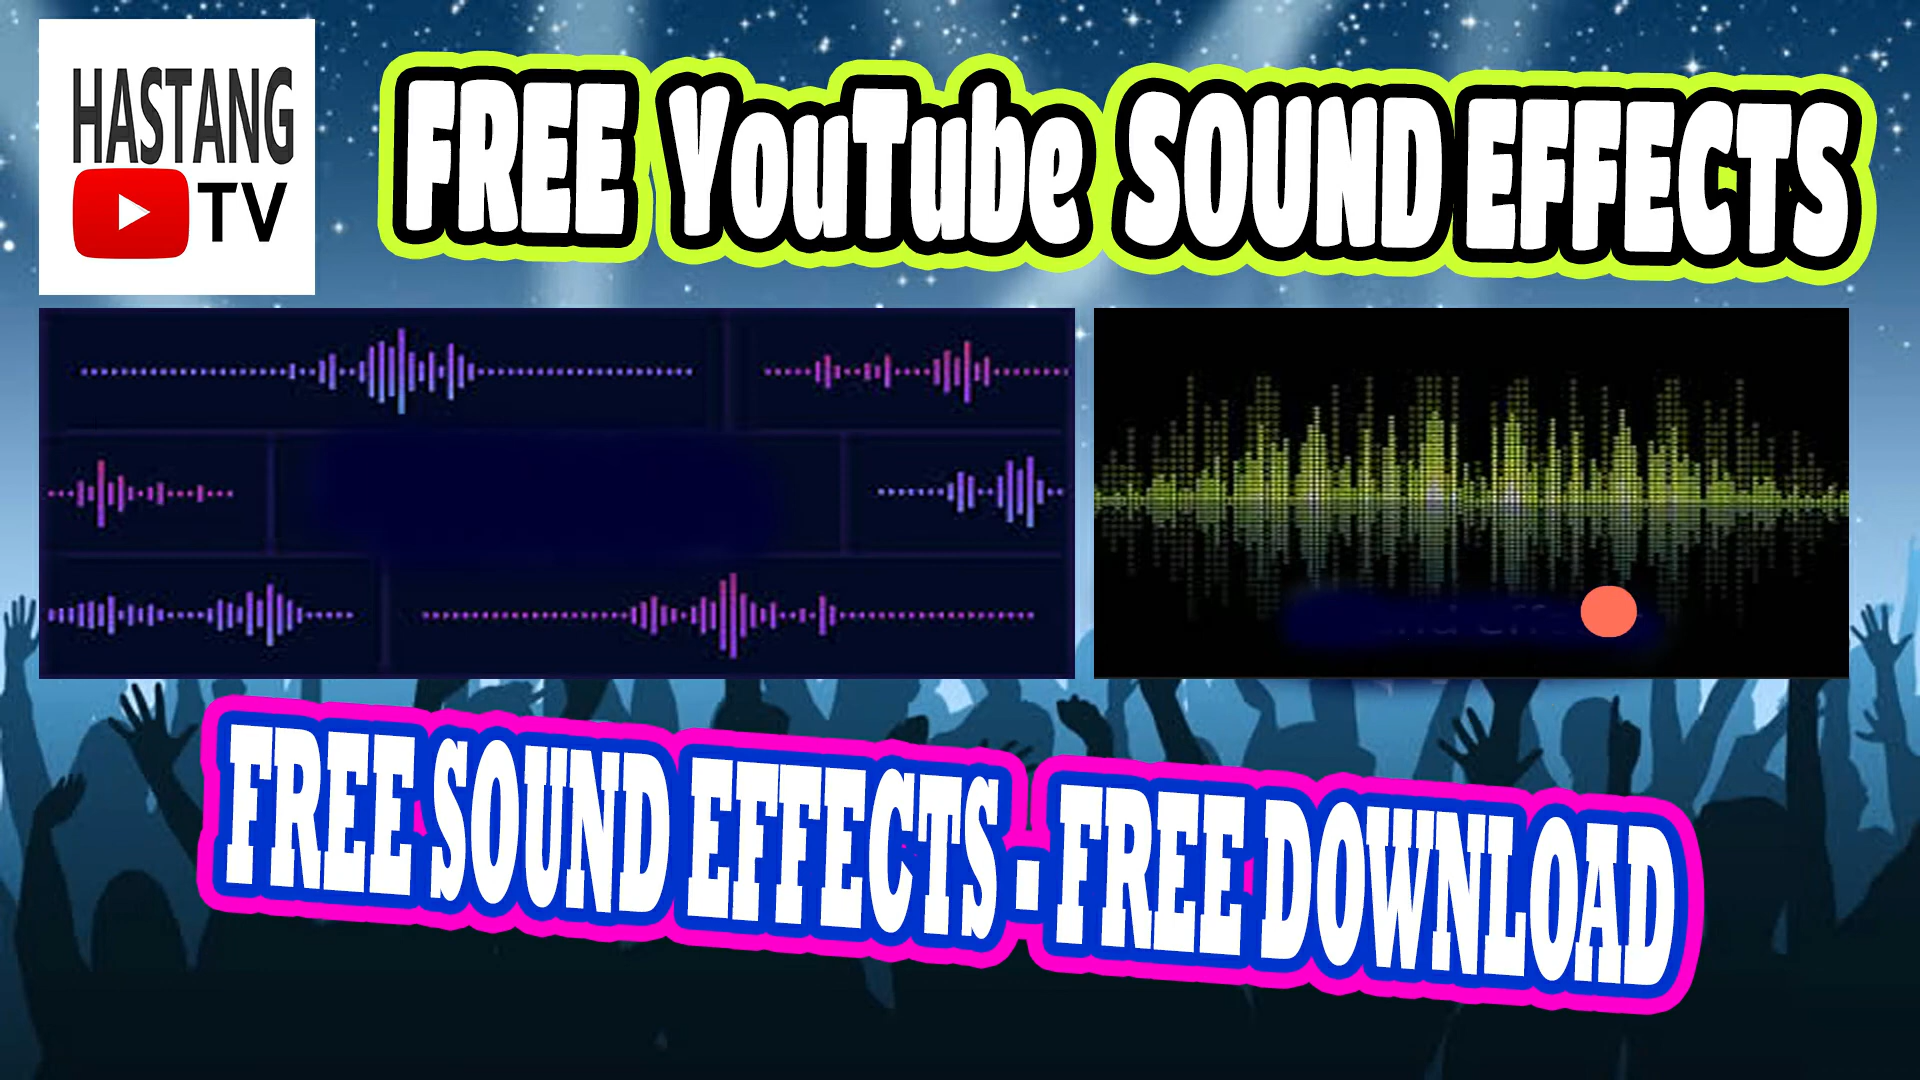 HASTANG
TV
FREE YouTube SOUND EFFECTS
FREE SOUND EFFECTS - FREE DOWNLOAD